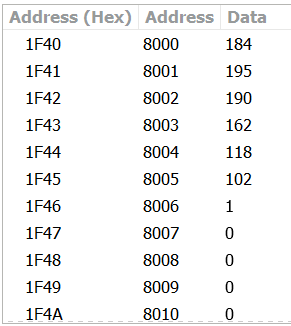 Address (Hex) Address Data
1F40 8000 184
1F41 8001 195
1F42 8002 190
1F43 8003 162
1F44 8004 118
1F45 8005 102
1F46 8006 1
1F47 8007 0
1F48 8008 0
1F49 8009 0
1F4A 8010 0